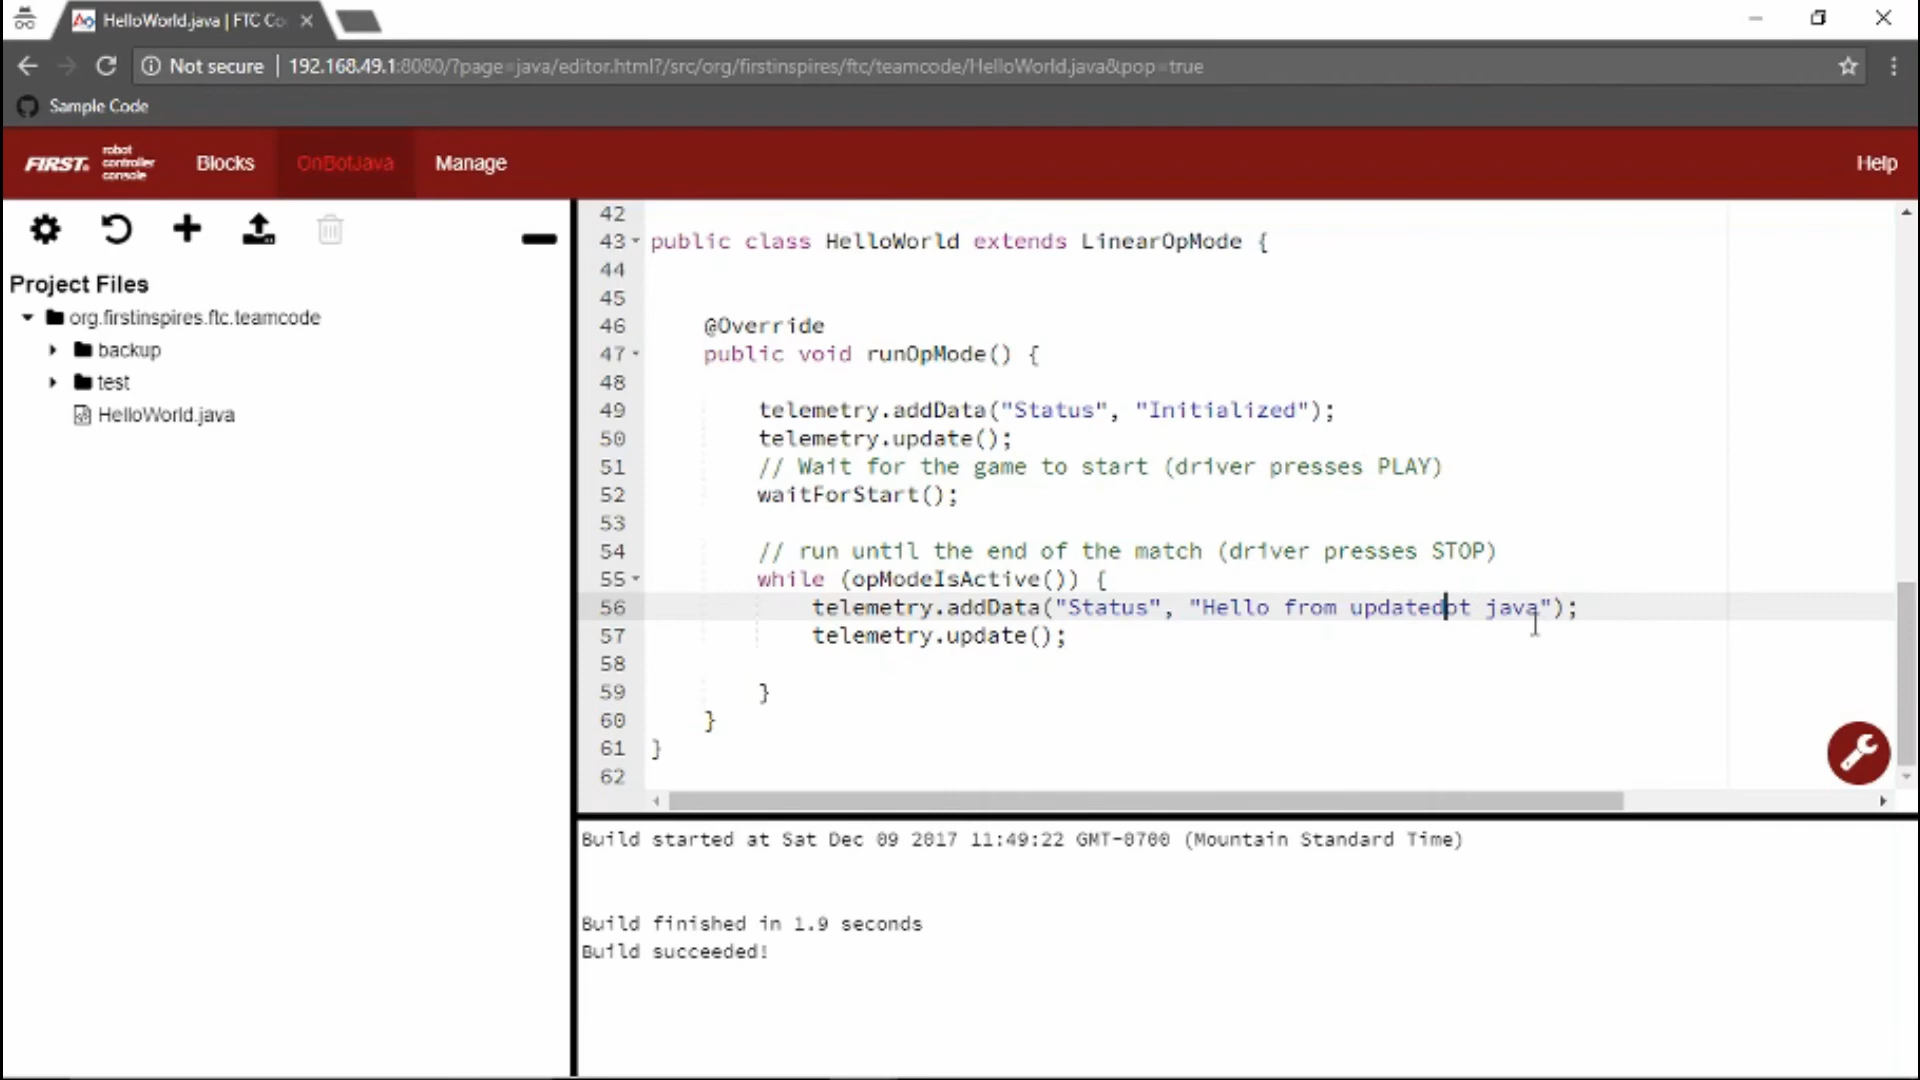 HelloWorld.java | FTC Co
Not secure | 192.168.49.1:8080/?page=java/editor.html?/src/org/firstinspires/ftc/teamcode/HelloWorld.java&pop=true
Sample Code
FIRST. robot controller console
Blocks
OnBotJava
Manage
Help
Project Files
org.firstinspires.ftc.teamcode
backup
test
HelloWorld.java
42
43 public class HelloWorld extends LinearOpMode {
44
45
46 @Override
47 public void runOpMode() {
48
49 telemetry.addData("Status", "Initialized");
50 telemetry.update();
51 // Wait for the game to start (driver presses PLAY)
52 waitForStart();
53
54 // run until the end of the match (driver presses STOP)
55 while (opModeIsActive()) {
56 telemetry.addData("Status", "Hello from updatedot java");
57 telemetry.update();
58
59 }
60 }
61 }
62
Build started at Sat Dec 09 2017 11:49:22 GMT-0700 (Mountain Standard Time)
Build finished in 1.9 seconds
Build succeeded!